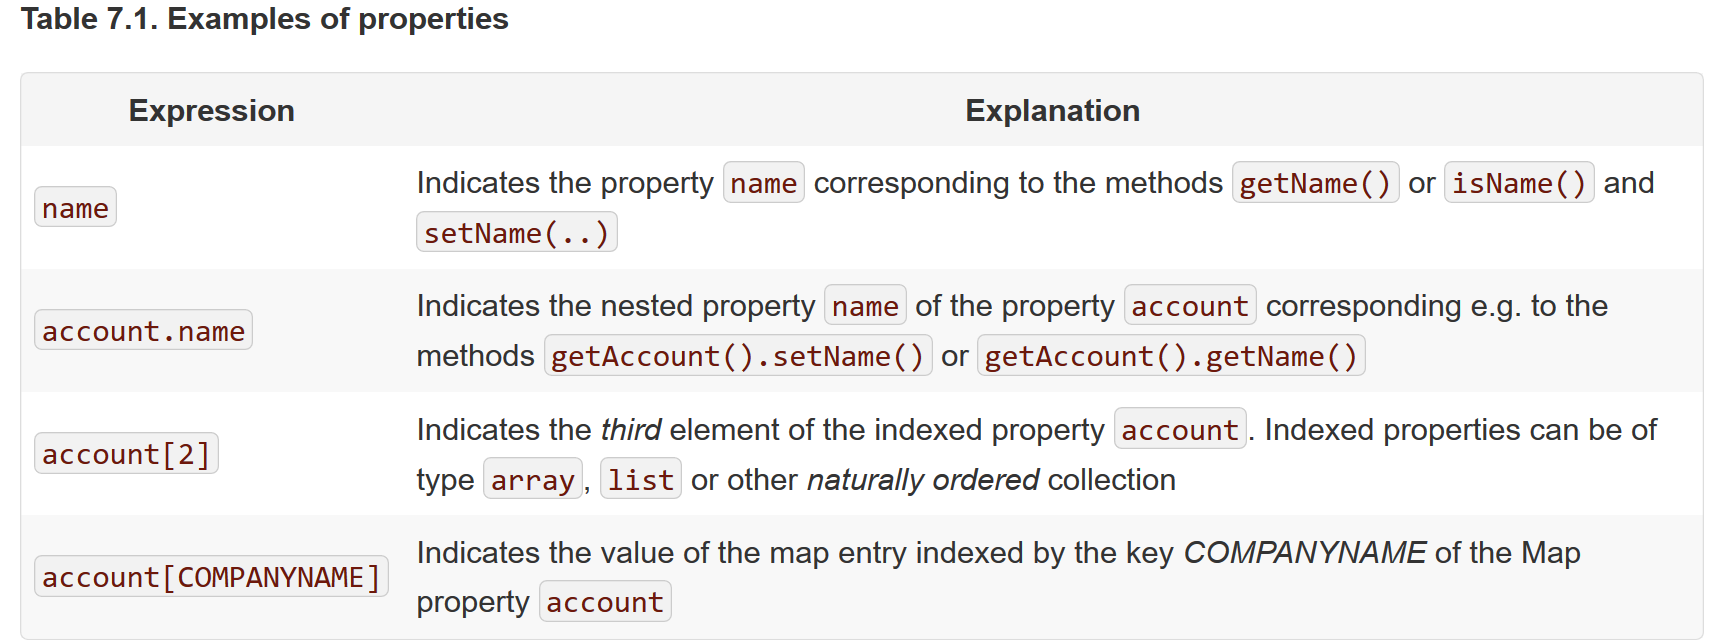 Table 7.1. Examples of properties
Expression Explanation
name
Indicates the property name corresponding to the methods getName() or isName() and
setName(..)
account.name
Indicates the nested property name of the property account corresponding e.g. to the
methods getAccount().setName() or getAccount().getName()
account[2]
Indicates the third element of the indexed property account. Indexed properties can be of
type array, list or other naturally ordered collection
account[COMPANYNAME]
Indicates the value of the map entry indexed by the key COMPANYNAME of the Map
property account